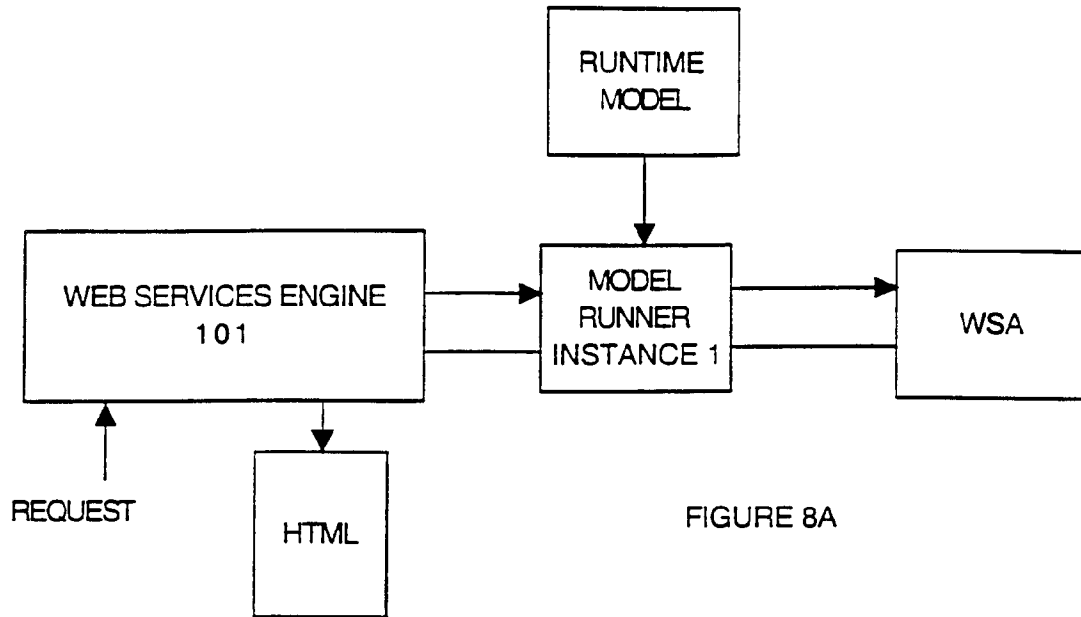 RUNTIME
MODEL
WEB SERVICES ENGINE
101
MODEL
RUNNER
INSTANCE 1
WSA
REQUEST
HTML
FIGURE 8A